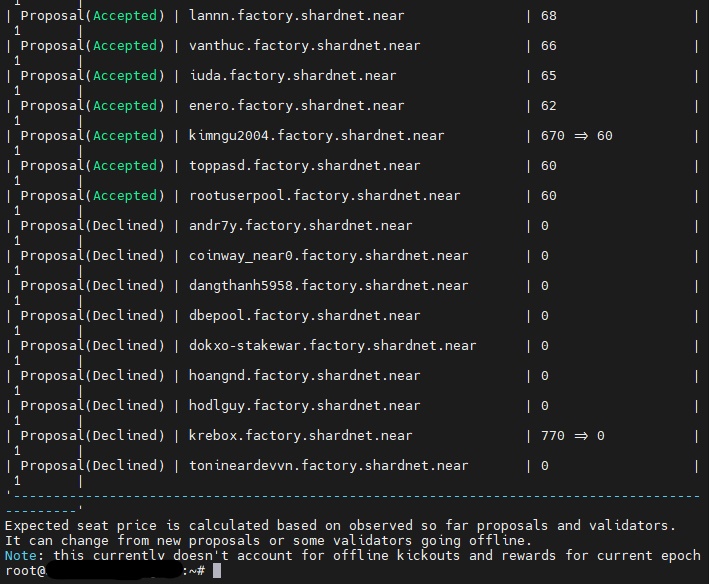 1       |
| Proposal(Accepted) | lannn.factory.shardnet.near | 68 |
1       |
| Proposal(Accepted) | vanthuc.factory.shardnet.near | 66 |
1       |
| Proposal(Accepted) | iuda.factory.shardnet.near | 65 |
1       |
| Proposal(Accepted) | enero.factory.shardnet.near | 62 |
1       |
| Proposal(Accepted) | kimngu2004.factory.shardnet.near | 670 => 60 |
1       |
| Proposal(Accepted) | toppasd.factory.shardnet.near | 60 |
1       |
| Proposal(Accepted) | rootuserpool.factory.shardnet.near | 60 |
1       |
| Proposal(Declined) | andr7y.factory.shardnet.near | 0 |
1       |
| Proposal(Declined) | coinway_near0.factory.shardnet.near | 0 |
1       |
| Proposal(Declined) | dangthanh5958.factory.shardnet.near | 0 |
1       |
| Proposal(Declined) | dbepool.factory.shardnet.near | 0 |
1       |
| Proposal(Declined) | dokxo-stakewar.factory.shardnet.near | 0 |
1       |
| Proposal(Declined) | hoangnd.factory.shardnet.near | 0 |
1       |
| Proposal(Declined) | hodlguy.factory.shardnet.near | 0 |
1       |
| Proposal(Declined) | krebox.factory.shardnet.near | 770 => 0 |
1       |
| Proposal(Declined) | tonineardevvn.factory.shardnet.near | 0 |
1       |
'---------------------------------------------------------------------------------------
---------'
Expected seat price is calculated based on observed so far proposals and validators.
It can change from new proposals or some validators going offline.
Note: this currently doesn't account for offline kickouts and rewards for current epoch
root@:~#